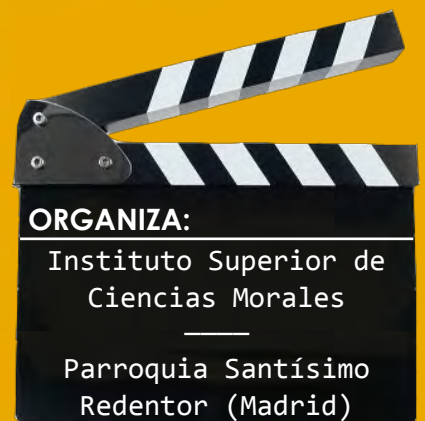 ORGANIZA:
Instituto Superior de
Ciencias Morales
Parroquia Santísimo
Redentor (Madrid)